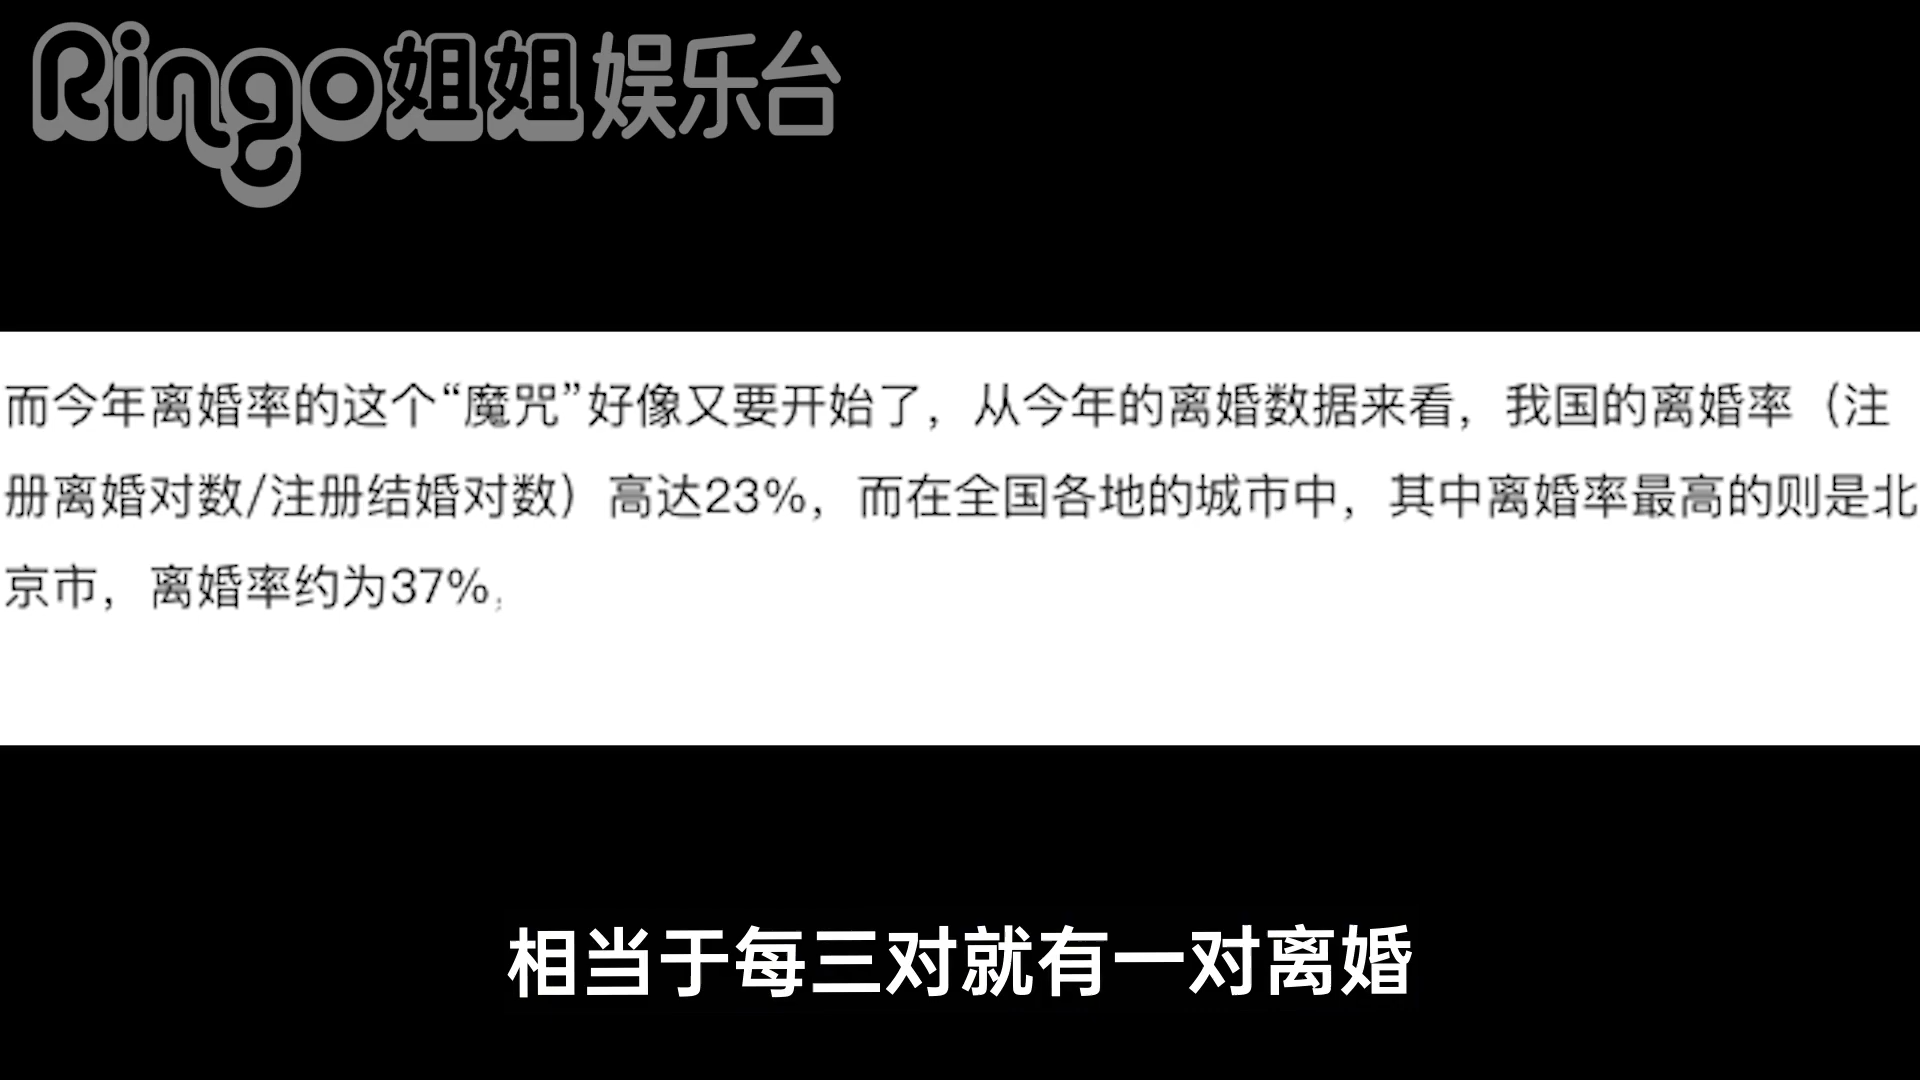 Ringo姐姐娱乐台
而今年离婚率的这个“魔咒”好像又要开始了，从今年的离婚数据来看，我国的离婚率（注
册离婚对数/注册结婚对数）高达23%，而在全国各地的城市中，其中离婚率最高的则是北
京市，离婚率约为37%，
相当于每三对就有一对离婚